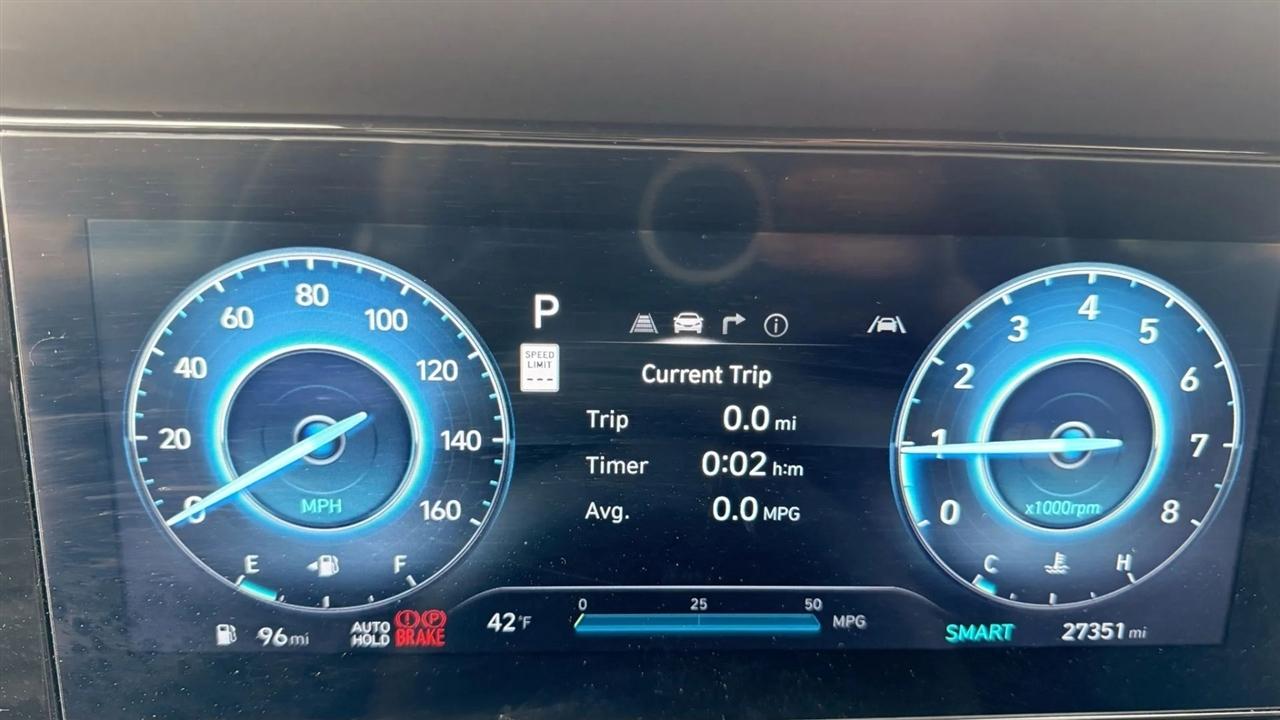 80
60
100
40
120
20
140
0
160
MPH
E
F
96 mi
AUTO HOLD
BRAKE
P
SPEED
LIMIT
---
Current Trip
Trip 0.0 mi
Timer 0:02 h:m
Avg. 0.0 MPG
42°F
0 25 50
MPG
4
3
5
2
6
1
7
0
8
x1000rpm
C
H
SMART
27351 mi